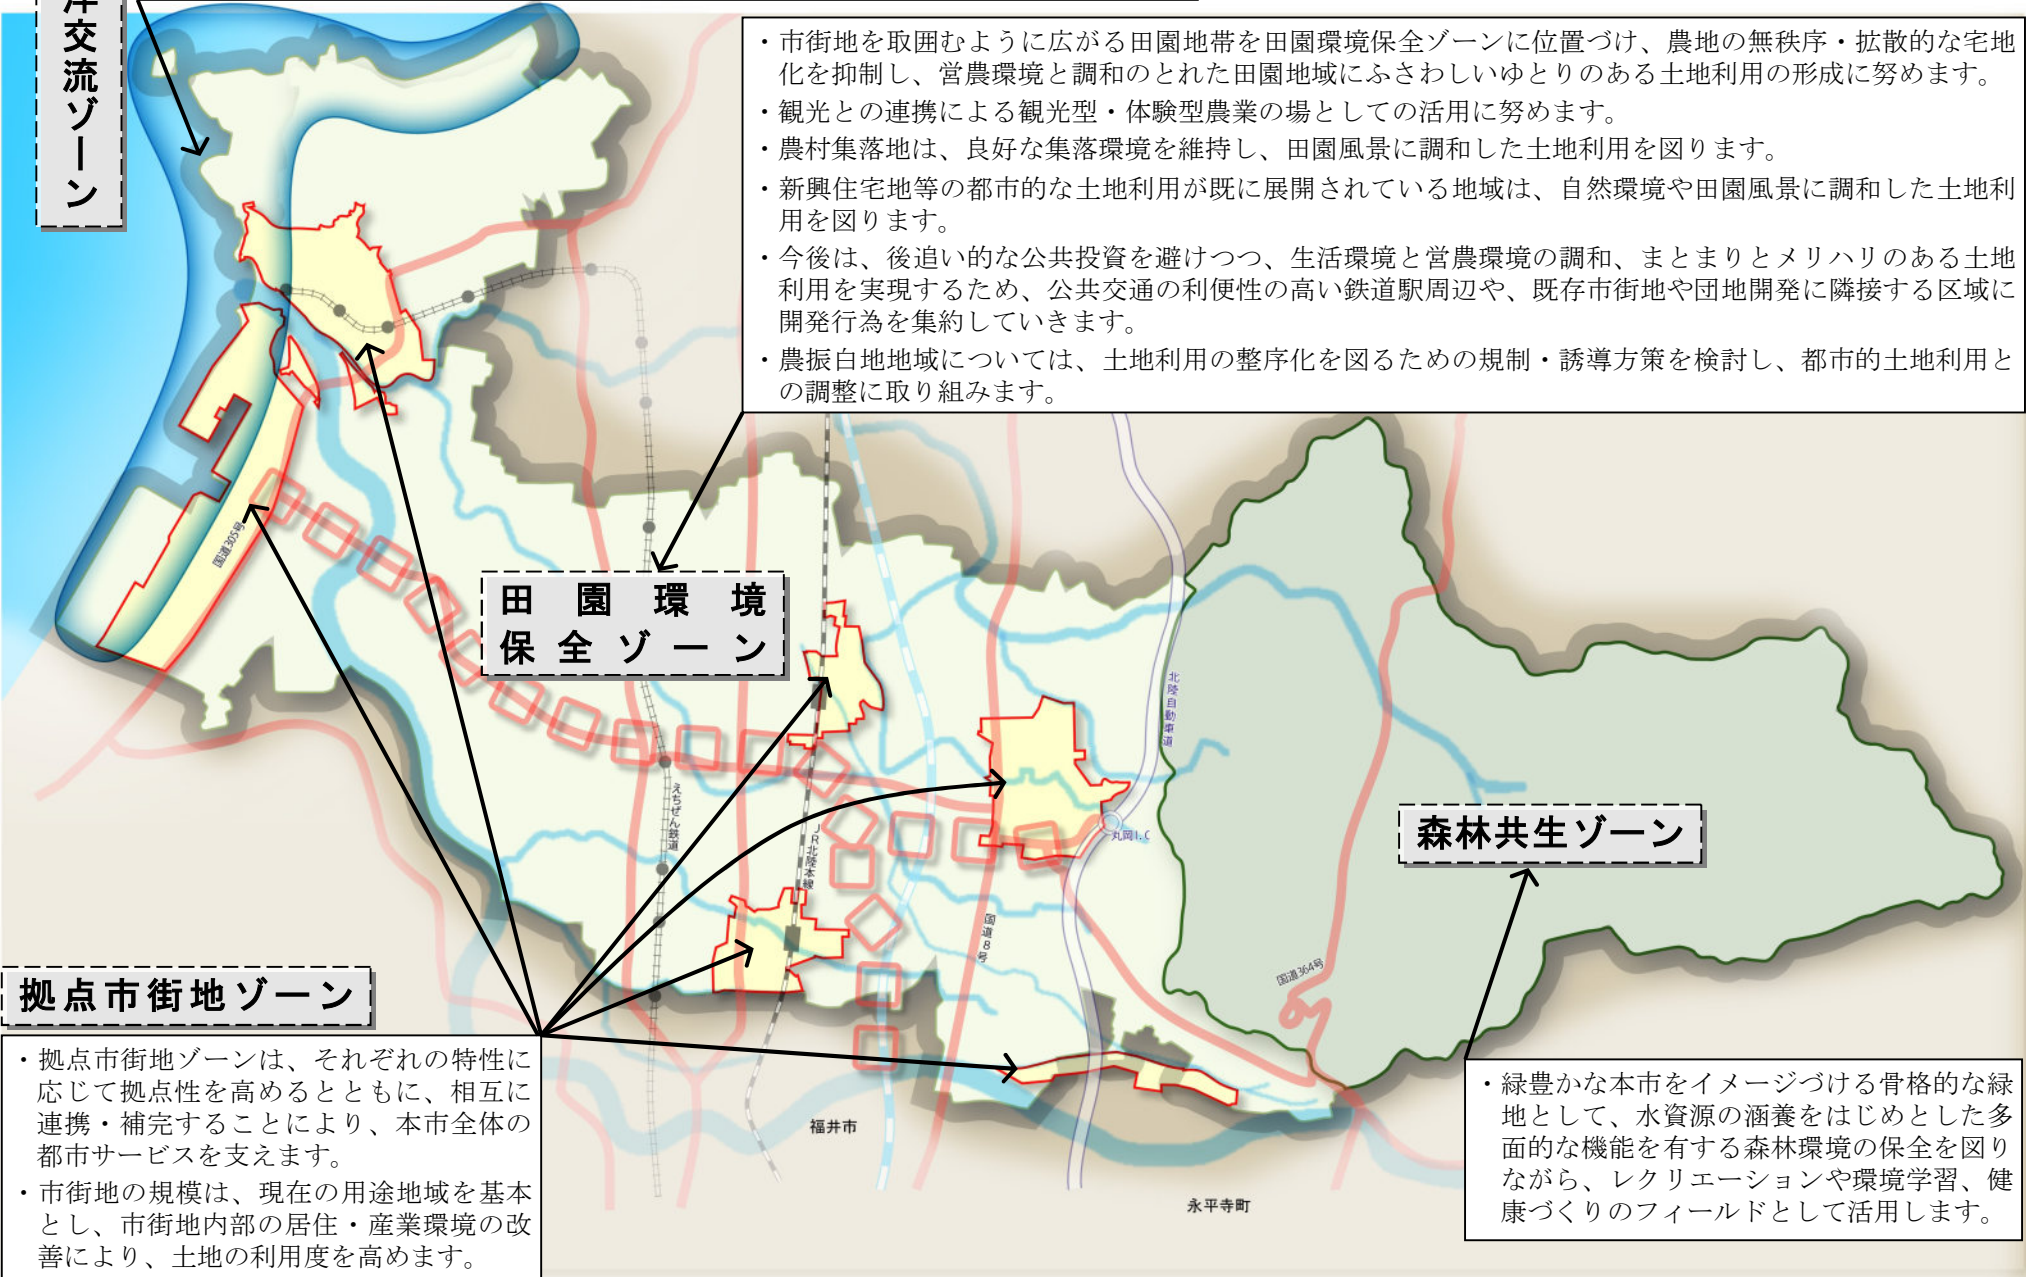 交流ゾーン
・市街地を取囲むように広がる田園地帯を田園環境保全ゾーンに位置づけ、農地の無秩序・拡散的な宅地
化を抑制し、営農環境と調和のとれた田園地域にふさわしいゆとりのある土地利用の形成に努めます。
・観光との連携による観光型・体験型農業の場としての活用に努めます。
・農村集落地は、良好な集落環境を維持し、田園風景に調和した土地利用を図ります。
・新興住宅地等の都市的な土地利用が既に展開されている地域は、自然環境や田園風景に調和した土地利
用を図ります。
・今後は、後追い的な公共投資を避けつつ、生活環境と営農環境の調和、まとまりとメリハリのある土地
利用を実現するため、公共交通の利便性の高い鉄道駅周辺や、既存市街地や団地開発に隣接する区域に
開発行為を集約していきます。
・農振白地地域については、土地利用の整序化を図るための規制・誘導方策を検討し、都市的土地利用と
の調整に取り組みます。
国道305号
田園環境
保全ゾーン
北陸自動車道
えちぜん鉄道
JR北陸本線
丸岡I.C
森林共生ゾーン
国道8号
国道364号
拠点市街地ゾーン
・拠点市街地ゾーンは、それぞれの特性に
応じて拠点性を高めるとともに、相互に
連携・補完することにより、本市全体の
都市サービスを支えます。
・市街地の規模は、現在の用途地域を基本
とし、市街地内部の居住・産業環境の改
善により、土地の利用度を高めます。
福井市
永平寺町
・緑豊かな本市をイメージづける骨格的な緑
地として、水資源の涵養をはじめとした多
面的な機能を有する森林環境の保全を図り
ながら、レクリエーションや環境学習、健
康づくりのフィールドとして活用します。